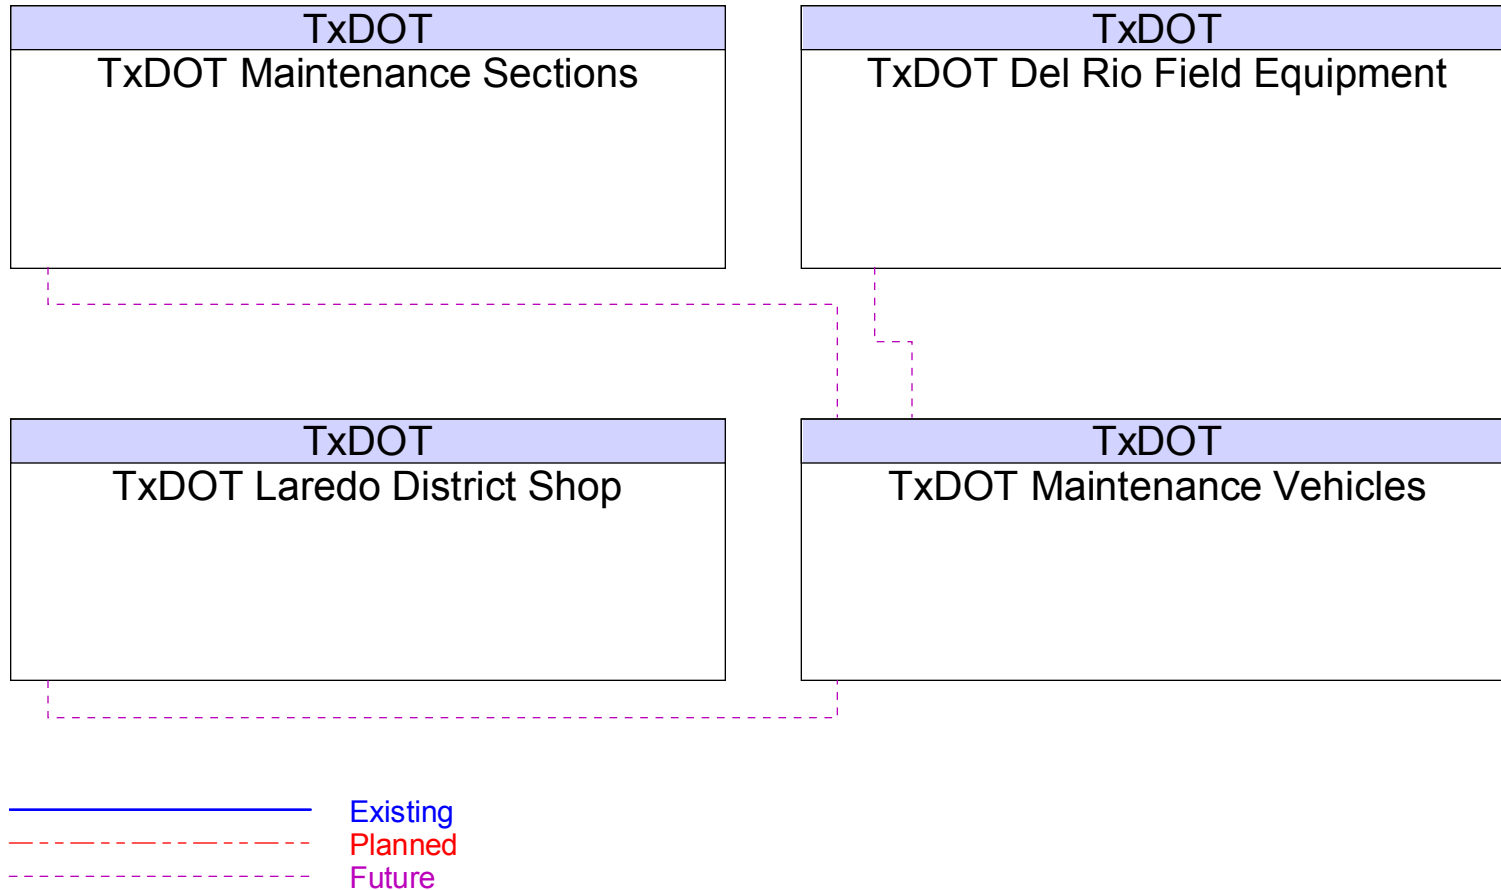 TxDOT
TxDOT Maintenance Sections
TxDOT
TxDOT Del Rio Field Equipment
TxDOT
TxDOT Laredo District Shop
TxDOT
TxDOT Maintenance Vehicles
Existing
Planned
Future